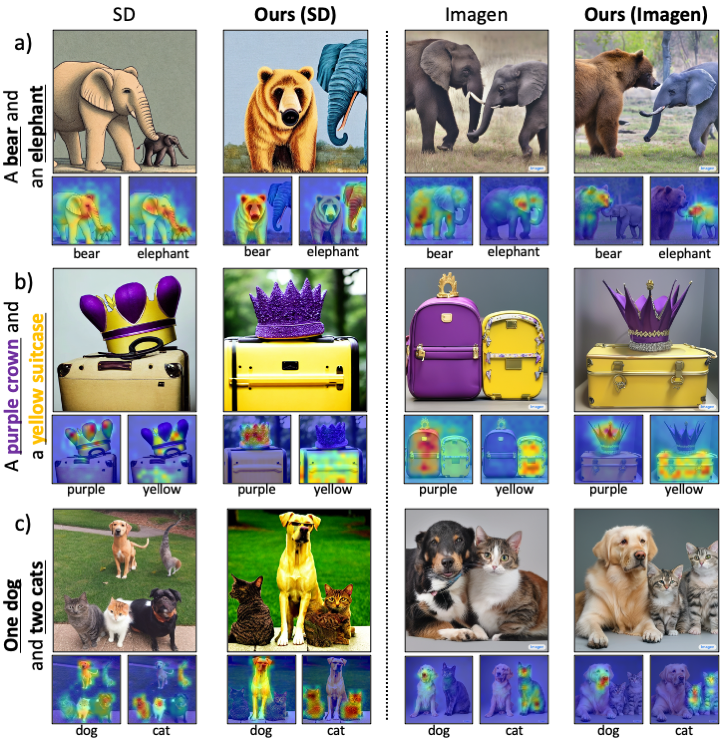 SD Ours (SD) Imagen Ours (Imagen)
a)
A bear and
an elephant
bear elephant bear elephant bear elephant bear elephant
b)
A purple crown and
a yellow suitcase
purple yellow purple yellow purple yellow purple yellow
c)
One dog
and two cats
dog cat dog cat dog cat dog cat